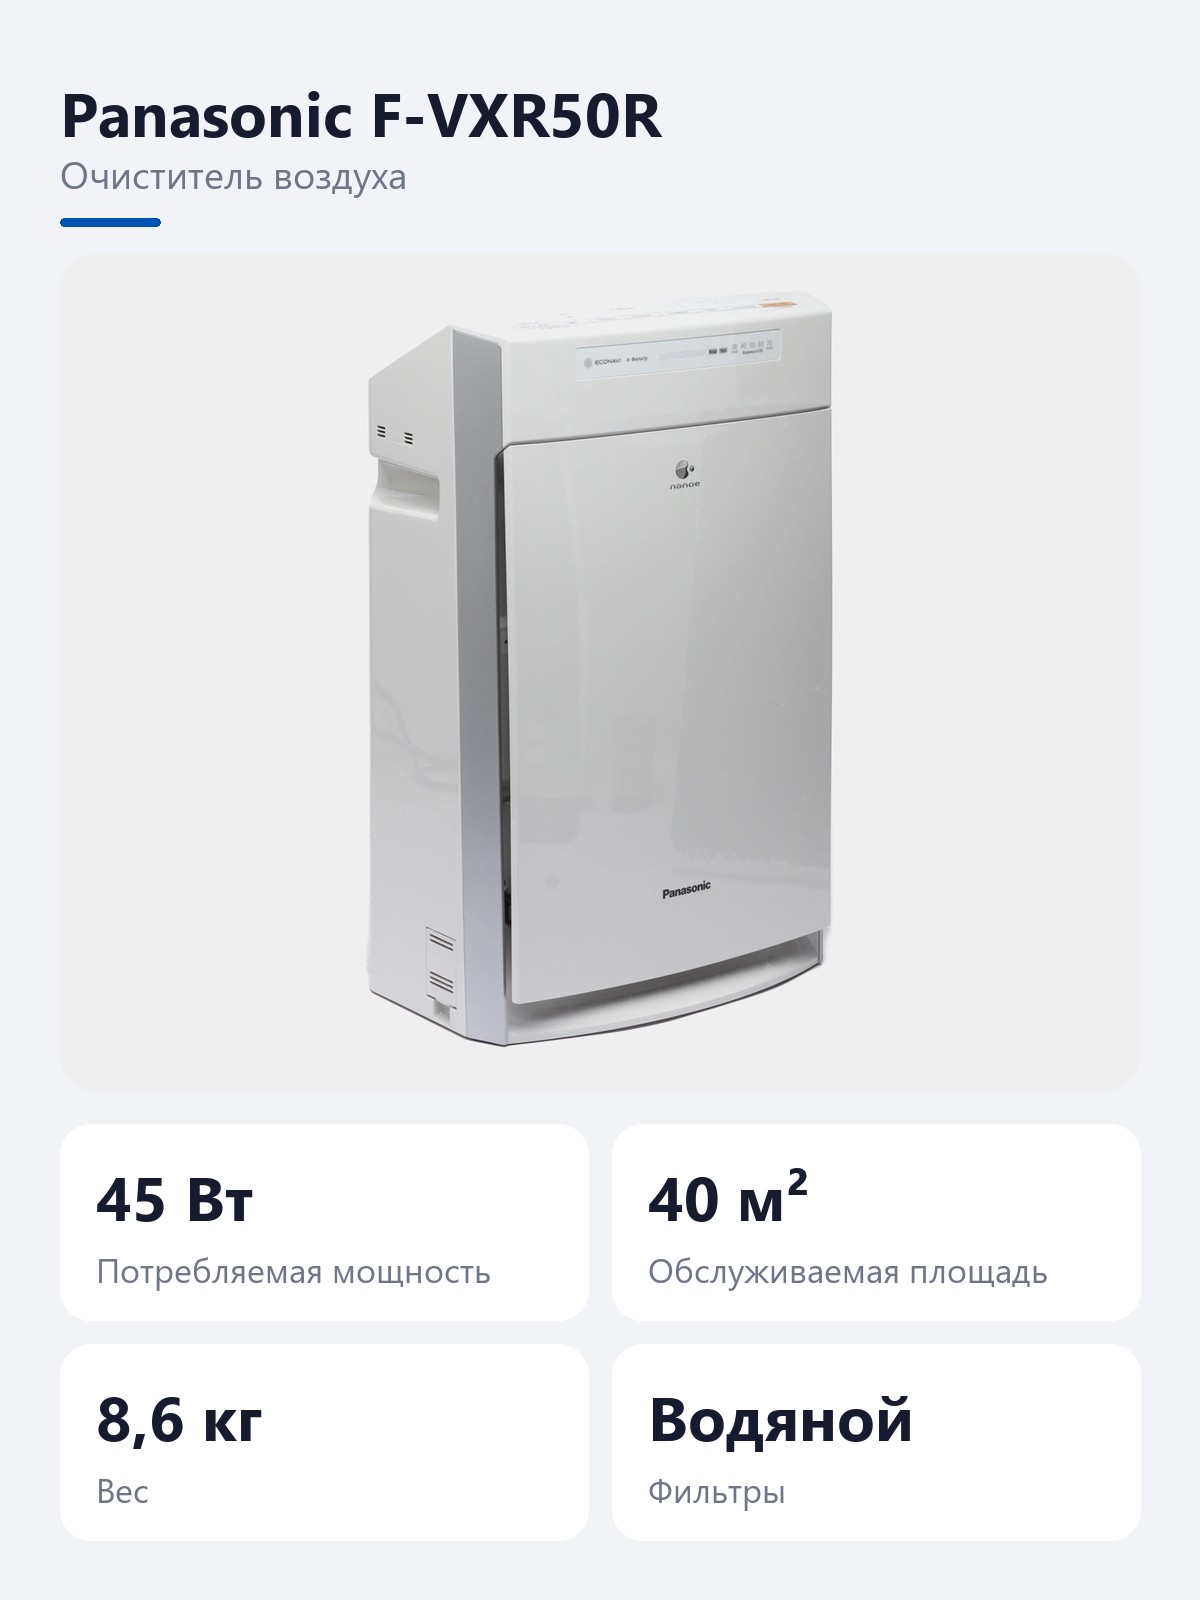 Panasonic F-VXR50R
Очиститель воздуха
ECONAVI
nanoe
Panasonic
45 Вт
40 м²
Потребляемая мощность
Обслуживаемая площадь
8,6 кг
Водяной
Вес
Фильтры